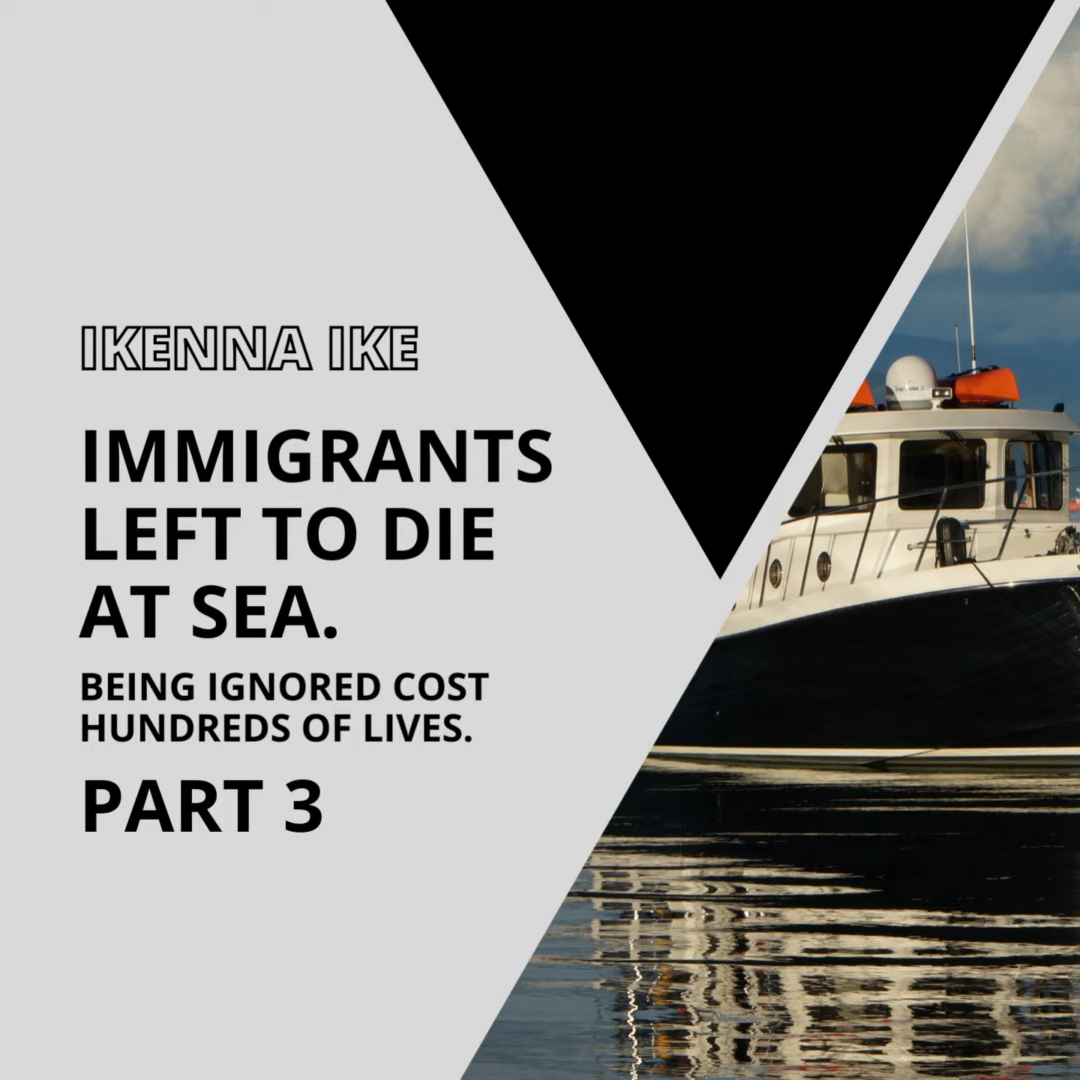 IKENNA IKE
IMMIGRANTS
LEFT TO DIE
AT SEA.
BEING IGNORED COST
HUNDREDS OF LIVES.
PART 3